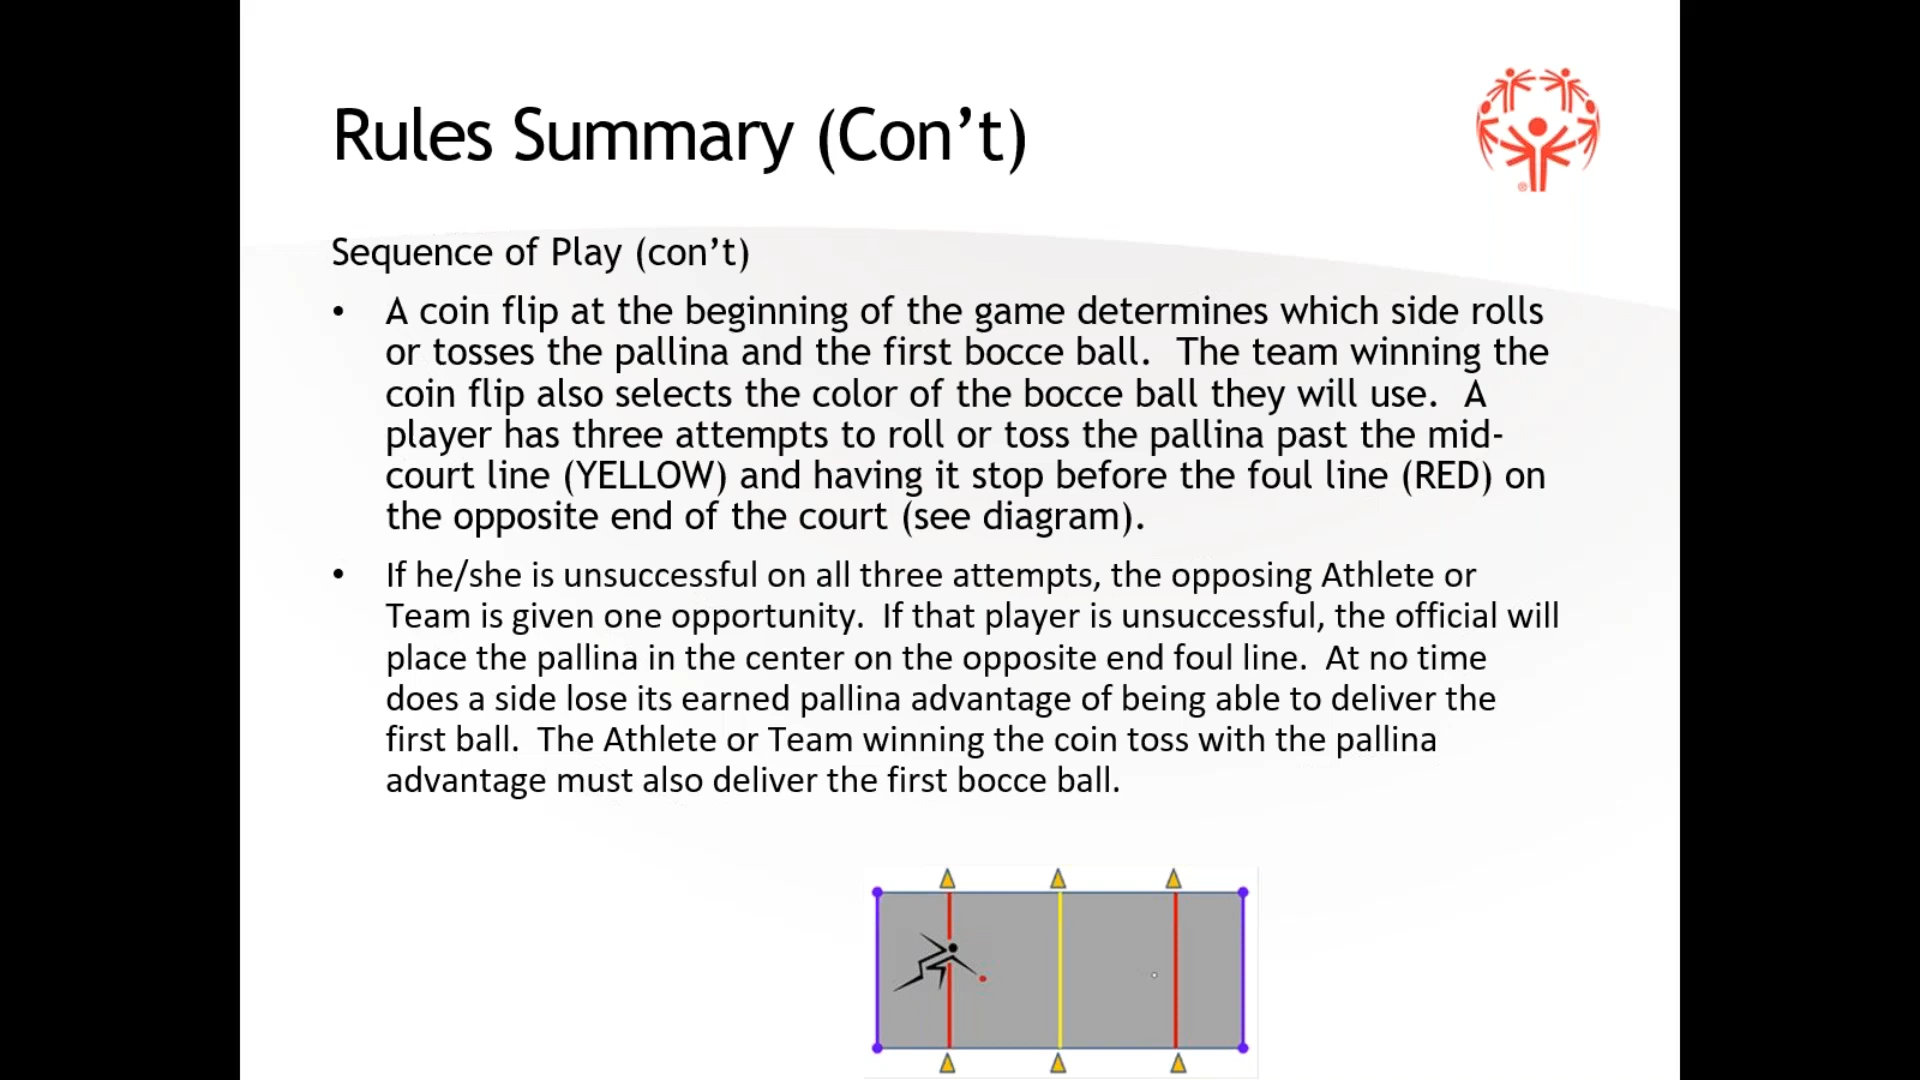 Rules Summary (Con’t)
®
Sequence of Play (con’t)
• A coin flip at the beginning of the game determines which side rolls
or tosses the pallina and the first bocce ball.  The team winning the
coin flip also selects the color of the bocce ball they will use.  A
player has three attempts to roll or toss the pallina past the mid-
court line (YELLOW) and having it stop before the foul line (RED) on
the opposite end of the court (see diagram).
• If he/she is unsuccessful on all three attempts, the opposing Athlete or
Team is given one opportunity.  If that player is unsuccessful, the official will
place the pallina in the center on the opposite end foul line.  At no time
does a side lose its earned pallina advantage of being able to deliver the
first ball.  The Athlete or Team winning the coin toss with the pallina
advantage must also deliver the first bocce ball.